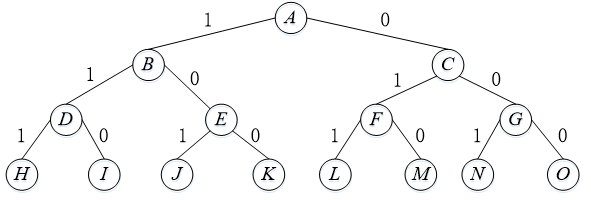 A
1 0
B C
1 0 1 0
D E F G
1 0 1 0 1 0 1 0
H I J K L M N O